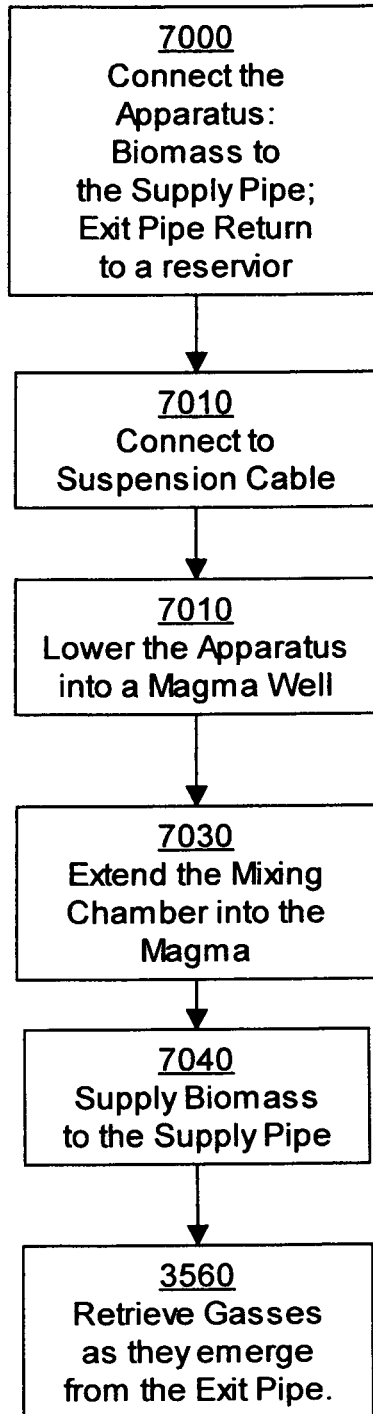 7000
Connect the
Apparatus:
Biomass to
the Supply Pipe;
Exit Pipe Return
to a reservior
7010
Connect to
Suspension Cable
7010
Lower the Apparatus
into a Magma Well
7030
Extend the Mixing
Chamber into the
Magma
7040
Supply Biomass
to the Supply Pipe
3560
Retrieve Gasses
as they emerge
from the Exit Pipe.